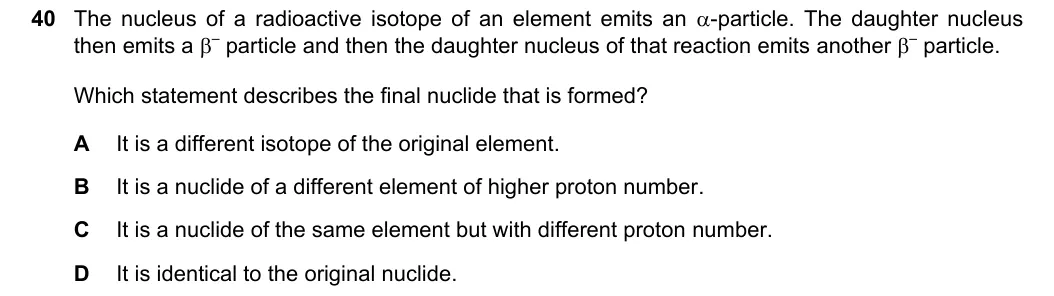 40 The nucleus of a radioactive isotope of an element emits an α-particle. The daughter nucleus
then emits a β⁻ particle and then the daughter nucleus of that reaction emits another β⁻ particle.
Which statement describes the final nuclide that is formed?
A It is a different isotope of the original element.
B It is a nuclide of a different element of higher proton number.
C It is a nuclide of the same element but with different proton number.
D It is identical to the original nuclide.